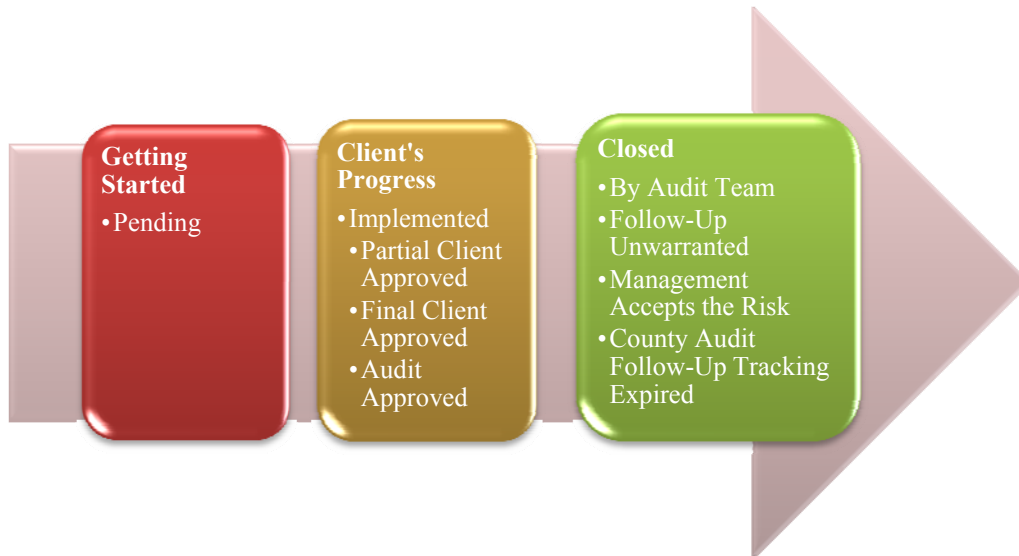 Getting
Started
•Pending
Client's
Progress
•Implemented
•Partial Client
Approved
•Final Client
Approved
•Audit
Approved
Closed
•By Audit Team
•Follow-Up
Unwarranted
•Management
Accepts the Risk
•County Audit
Follow-Up Tracking
Expired